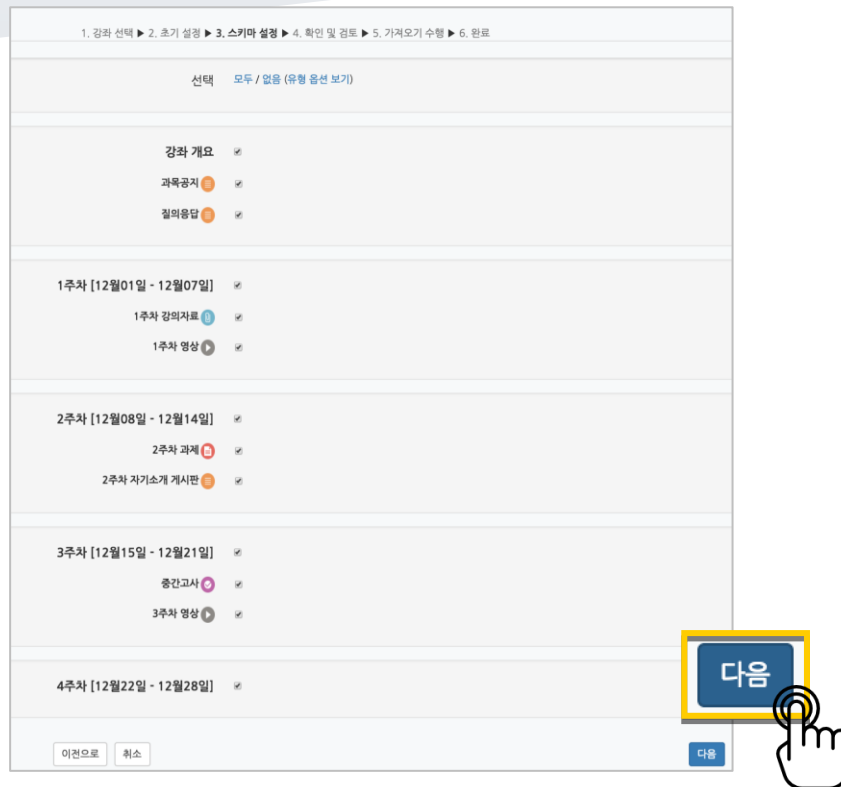 1. 강좌 선택 ▶ 2. 초기 설정 ▶ 3. 스키마 설정 ▶ 4. 확인 및 검토 ▶ 5. 가져오기 수행 ▶ 6. 완료
선택 모두 / 없음 (유형 옵션 보기)
강좌 개요
과목공지
질의응답
1주차 [12월01일 - 12월07일]
1주차 강의자료
1주차 영상
2주차 [12월08일 - 12월14일]
2주차 과제
2주차 자기소개 게시판
3주차 [12월15일 - 12월21일]
중간고사
3주차 영상
4주차 [12월22일 - 12월28일]
다음
이전으로 취소 다음